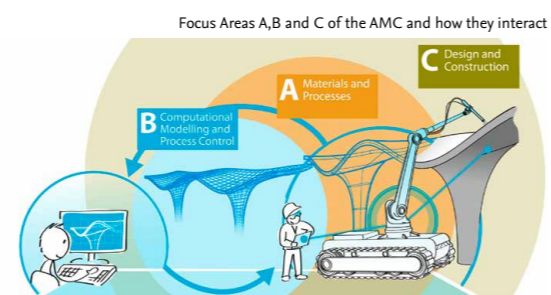 Focus Areas A,B and C of the AMC and how they interact
C Design and
Construction
A Materials and
Processes
B Computational
Modelling and
Process Control